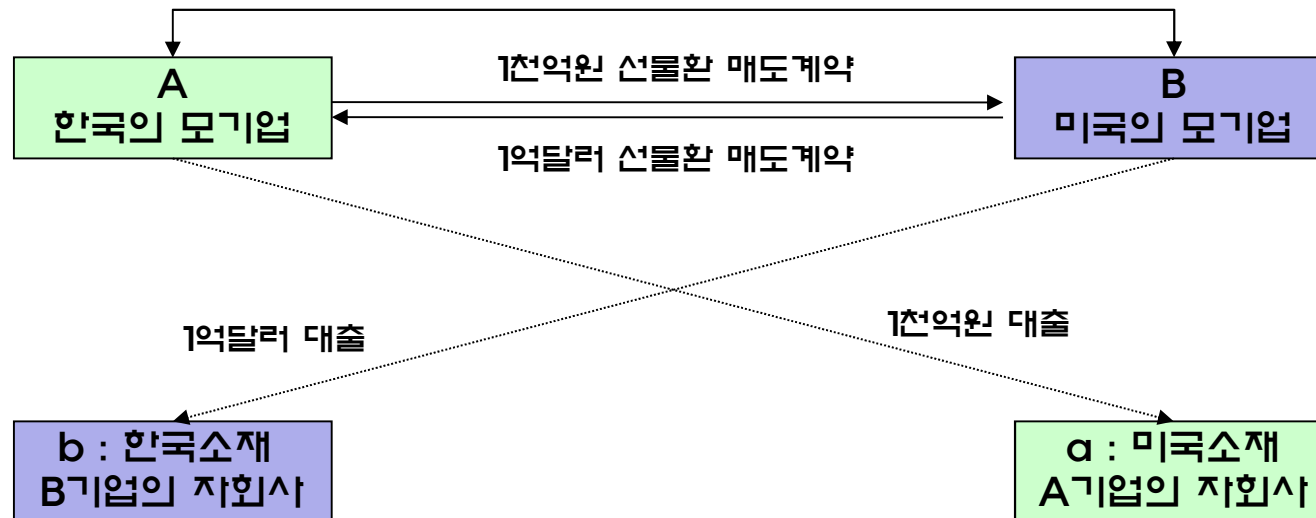 A
한국의 모기업
1천억원 선물환 매도계약
1억달러 선물환 매도계약
B
미국의 모기업
1억달러 대출
1천억원 대출
b : 한국소재
B기업의 자회사
a : 미국소재
A기업의 자회사